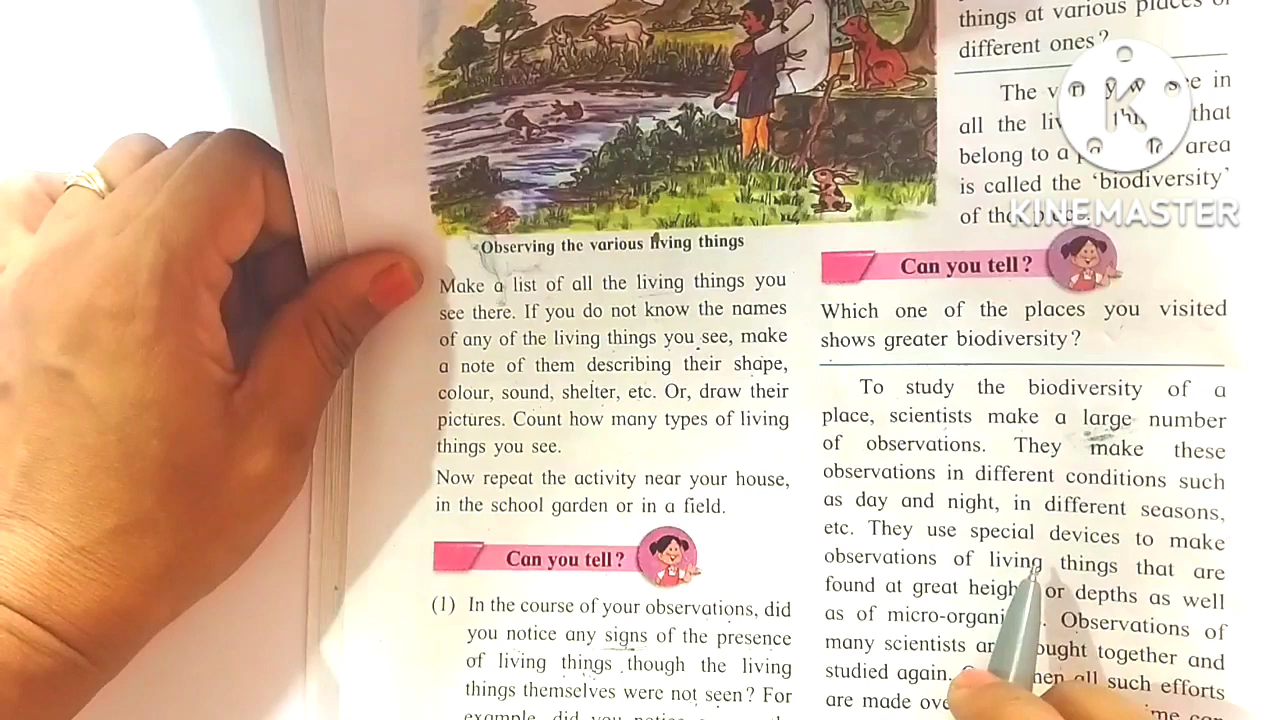 Observing the various living things
Make a list of all the living things you
see there. If you do not know the names
of any of the living things you see, make
a note of them describing their shape,
colour, sound, shelter, etc. Or, draw their
pictures. Count how many types of living
things you see.
Now repeat the activity near your house,
in the school garden or in a field.
Can you tell?
(1) In the course of your observations, did
you notice any signs of the presence
of living things though the living
things themselves were not seen? For
example, did you notice
things at various places
different ones?
The in
all the that
belong to a area
is called the ‘biodiversity’
of
K
KINEMASTER
Can you tell?
Which one of the places you visited
shows greater biodiversity?
To study the biodiversity of a
place, scientists make a large number
of observations. They make these
observations in different conditions such
as day and night, in different seasons,
etc. They use special devices to make
observations of living things that are
found at great or depths as well
as of Observations of
many scientists together and
studied again. all such efforts
are made